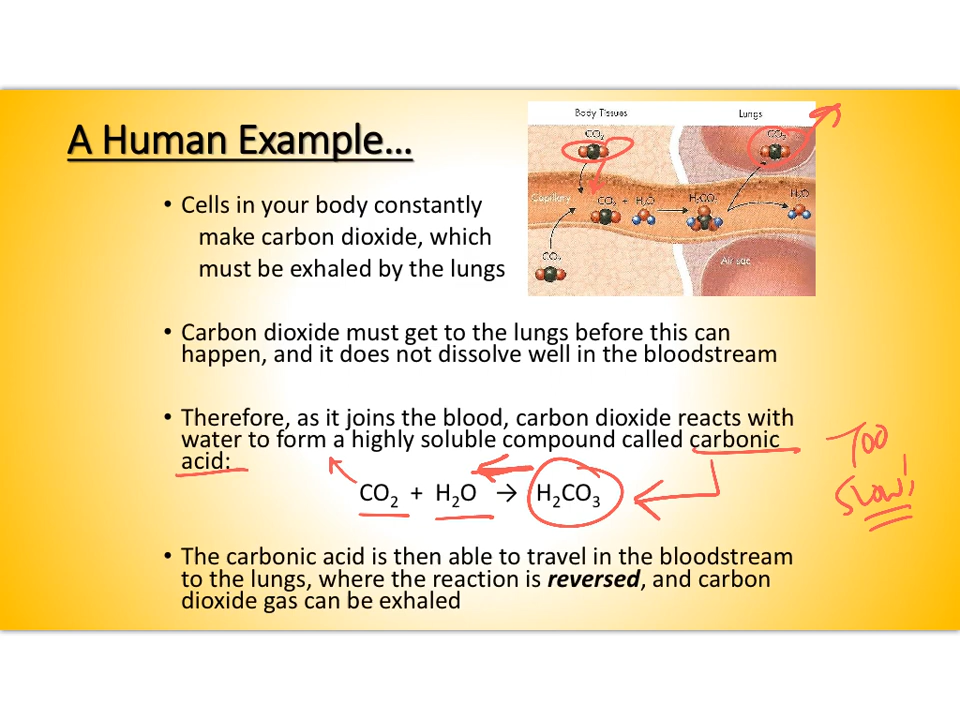 A Human Example…
Body Tissues
Lungs
CO₂
CO₂
Capillary
CO₂ + H₂O
H₂CO₃
H₂O
CO₂
Air sac
• Cells in your body constantly
make carbon dioxide, which
must be exhaled by the lungs
• Carbon dioxide must get to the lungs before this can
happen, and it does not dissolve well in the bloodstream
• Therefore, as it joins the blood, carbon dioxide reacts with
water to form a highly soluble compound called carbonic
acid:
CO₂ + H₂O → H₂CO₃
TOO
SLOW!
• The carbonic acid is then able to travel in the bloodstream
to the lungs, where the reaction is reversed, and carbon
dioxide gas can be exhaled